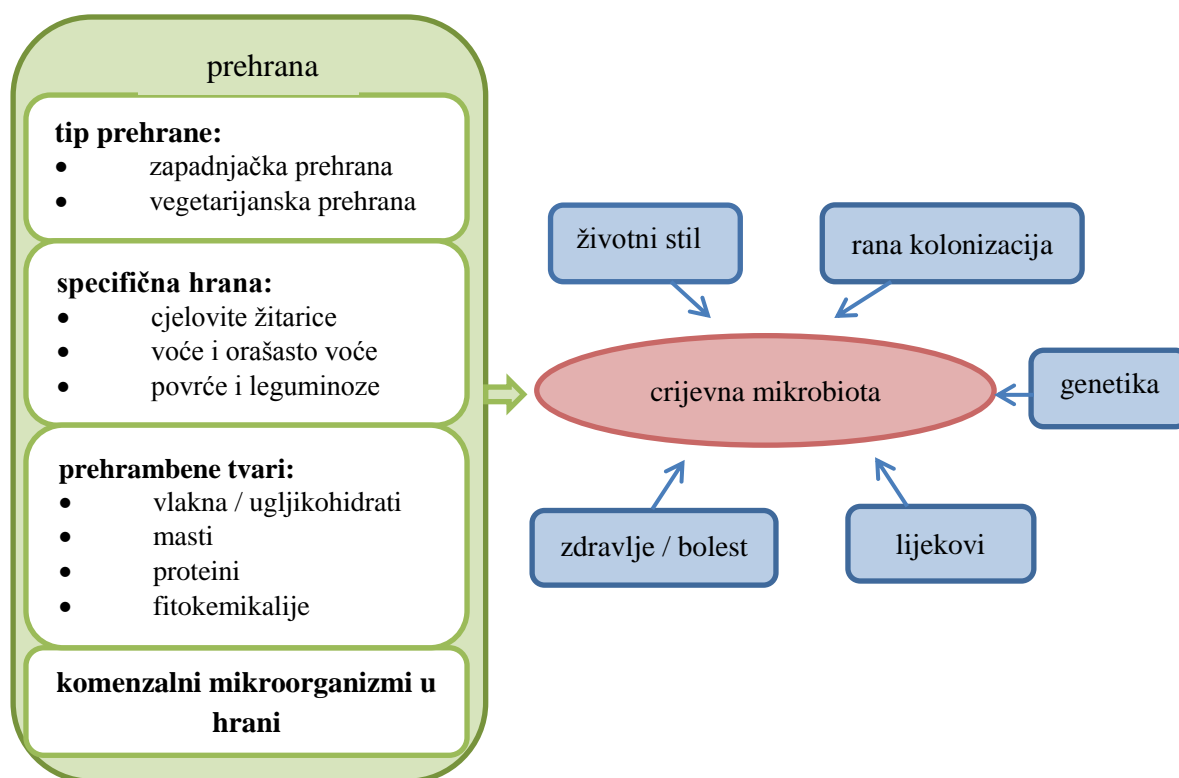 prehrana
tip prehrane:
• zapadnjačka prehrana
• vegetarijanska prehrana
specifična hrana:
• cjelovite žitarice
• voće i orašasto voće
• povrće i leguminoze
prehrambene tvari:
• vlakna / ugljikohidrati
• masti
• proteini
• fitokemikalije
komenzalni mikroorganizmi u
hrani
životni stil
rana kolonizacija
crijevna mikrobiota
genetika
zdravlje / bolest
lijekovi